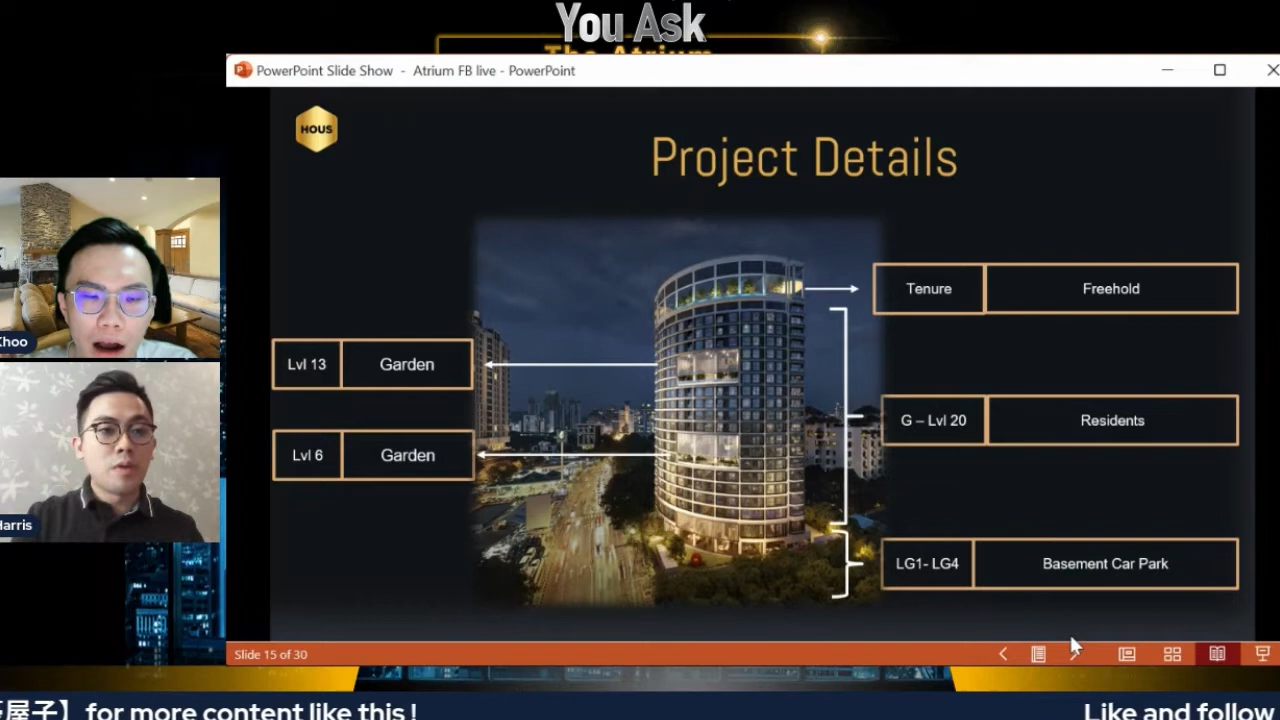 You Ask
The Atrium
PowerPoint Slide Show - Atrium FB live - PowerPoint
HOUS
Project Details
Tenure Freehold
Lvl 13 Garden
G – Lvl 20 Residents
Lvl 6 Garden
LG1- LG4 Basement Car Park
Khoo
Harris
Slide 15 of 30
屋子】for more content like this !
Like and follow